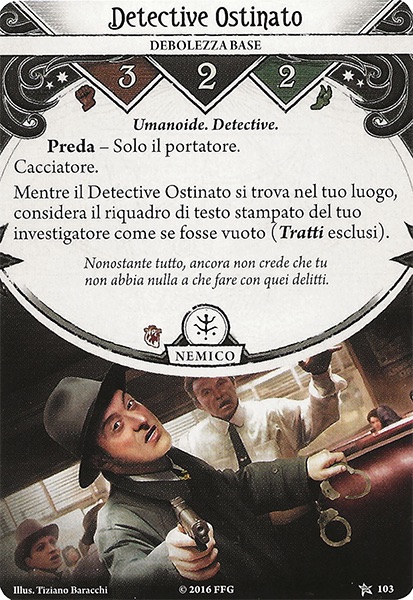 Detective Ostinato
DEBOLEZZA BASE
3 2 2
Umanoide. Detective.
Preda – Solo il portatore.
Cacciatore.
Mentre il Detective Ostinato si trova nel tuo luogo,
considera il riquadro di testo stampato del tuo
investigatore come se fosse vuoto (Tratti esclusi).
Nonostante tutto, ancora non crede che tu
non abbia nulla a che fare con quei delitti.
NEMICO
Illus. Tiziano Baracchi © 2016 FFG 103